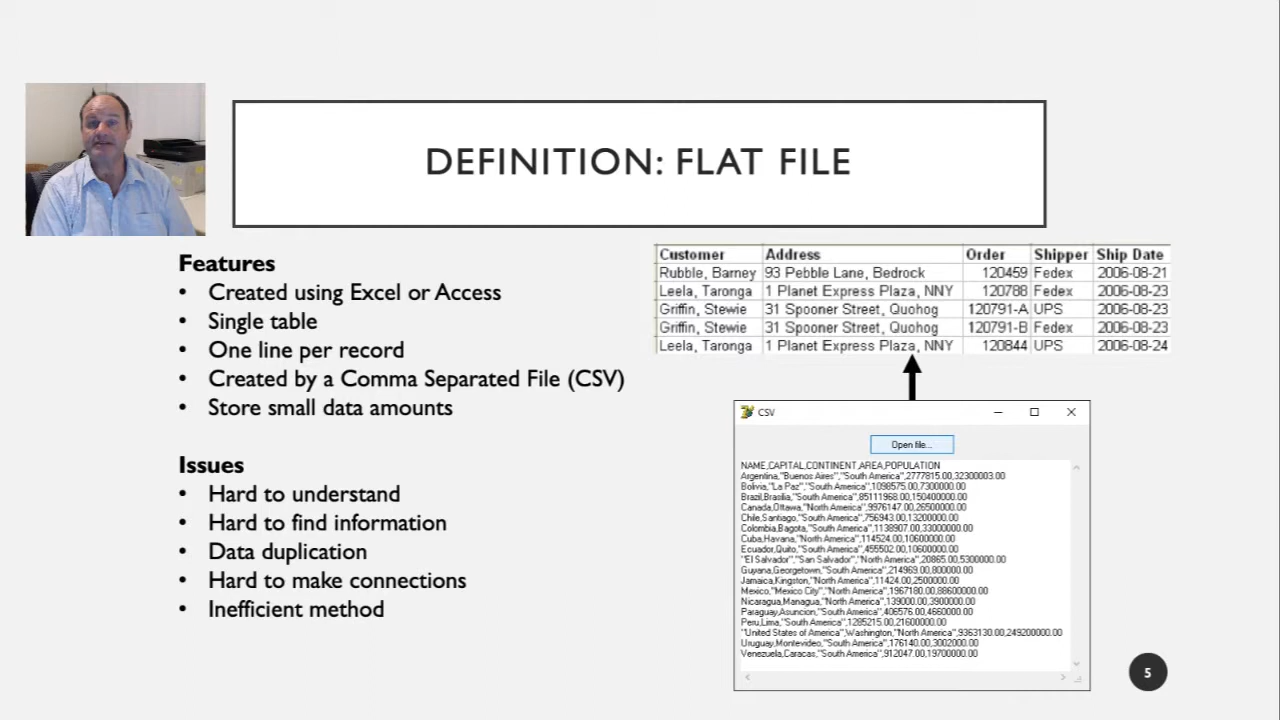 DEFINITION: FLAT FILE
Features
• Created using Excel or Access
• Single table
• One line per record
• Created by a Comma Separated File (CSV)
• Store small data amounts
Issues
• Hard to understand
• Hard to find information
• Data duplication
• Hard to make connections
• Inefficient method
Customer Address Order Shipper Ship Date
Rubble, Barney 93 Pebble Lane, Bedrock 120459 Fedex 2006-08-21
Leela, Taronga 1 Planet Express Plaza, NNY 120788 Fedex 2006-08-23
Griffin, Stewie 31 Spooner Street, Quohog 120791-A UPS 2006-08-23
Griffin, Stewie 31 Spooner Street, Quohog 120791-B Fedex 2006-08-23
Leela, Taronga 1 Planet Express Plaza, NNY 120844 UPS 2006-08-24
CSV
Open file...
NAME,CAPITAL,CONTINENT,AREA,POPULATION
Argentina,"Buenos Aires","South America",2777815.00,32300003.00
Bolivia,"La Paz","South America",1098575.00,7300000.00
Brazil,Brasilia,"South America",85111968.00,150400000.00
Canada,Ottawa,"North America",9976147.00,26500000.00
Chile,Santiago,"South America",756943.00,13200000.00
Colombia,Bagota,"South America",1138907.00,33000000.00
Cuba,Havana,"North America",114524.00,10600000.00
Ecuador,Quito,"South America",455502.00,10600000.00
"El Salvador","San Salvador","North America",20865.00,5300000.00
Guyana,Georgetown,"South America",214969.00,800000.00
Jamaica,Kingston,"North America",11424.00,2500000.00
Mexico,"Mexico City","North America",1967180.00,88600000.00
Nicaragua,Managua,"North America",139000.00,3900000.00
Paraguay,Asuncion,"South America",406576.00,4660000.00
Peru,Lima,"South America",1285215.00,21600000.00
"United States of America",Washington,"North America",9363130.00,249200000.00
Uruguay,Montevideo,"South America",176140.00,3002000.00
Venezuela,Caracas,"South America",912047.00,19700000.00
5